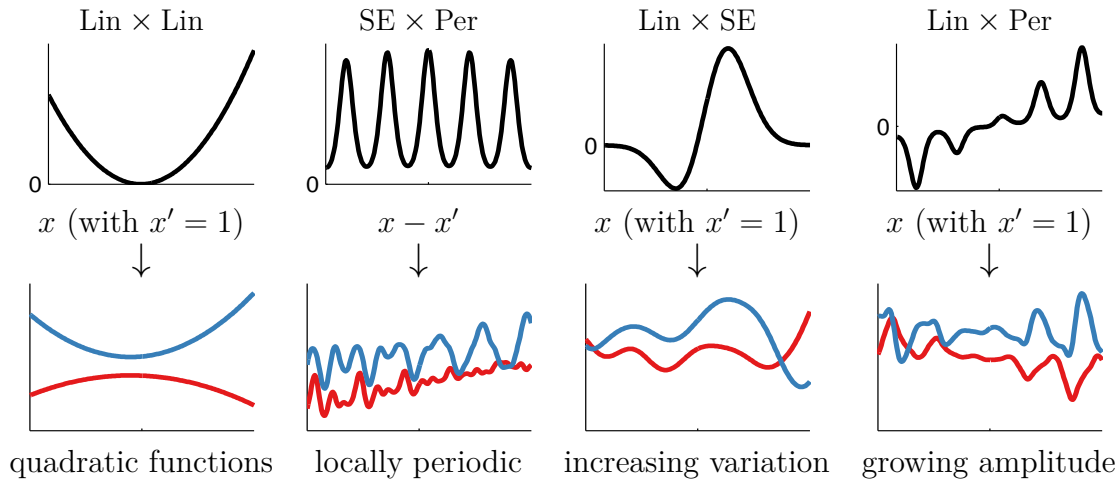 Lin × Lin
SE × Per
Lin × SE
Lin × Per
0
0
0
0
x (with x′ = 1)
x − x′
x (with x′ = 1)
x (with x′ = 1)
↓
↓
↓
↓
quadratic functions
locally periodic
increasing variation
growing amplitude